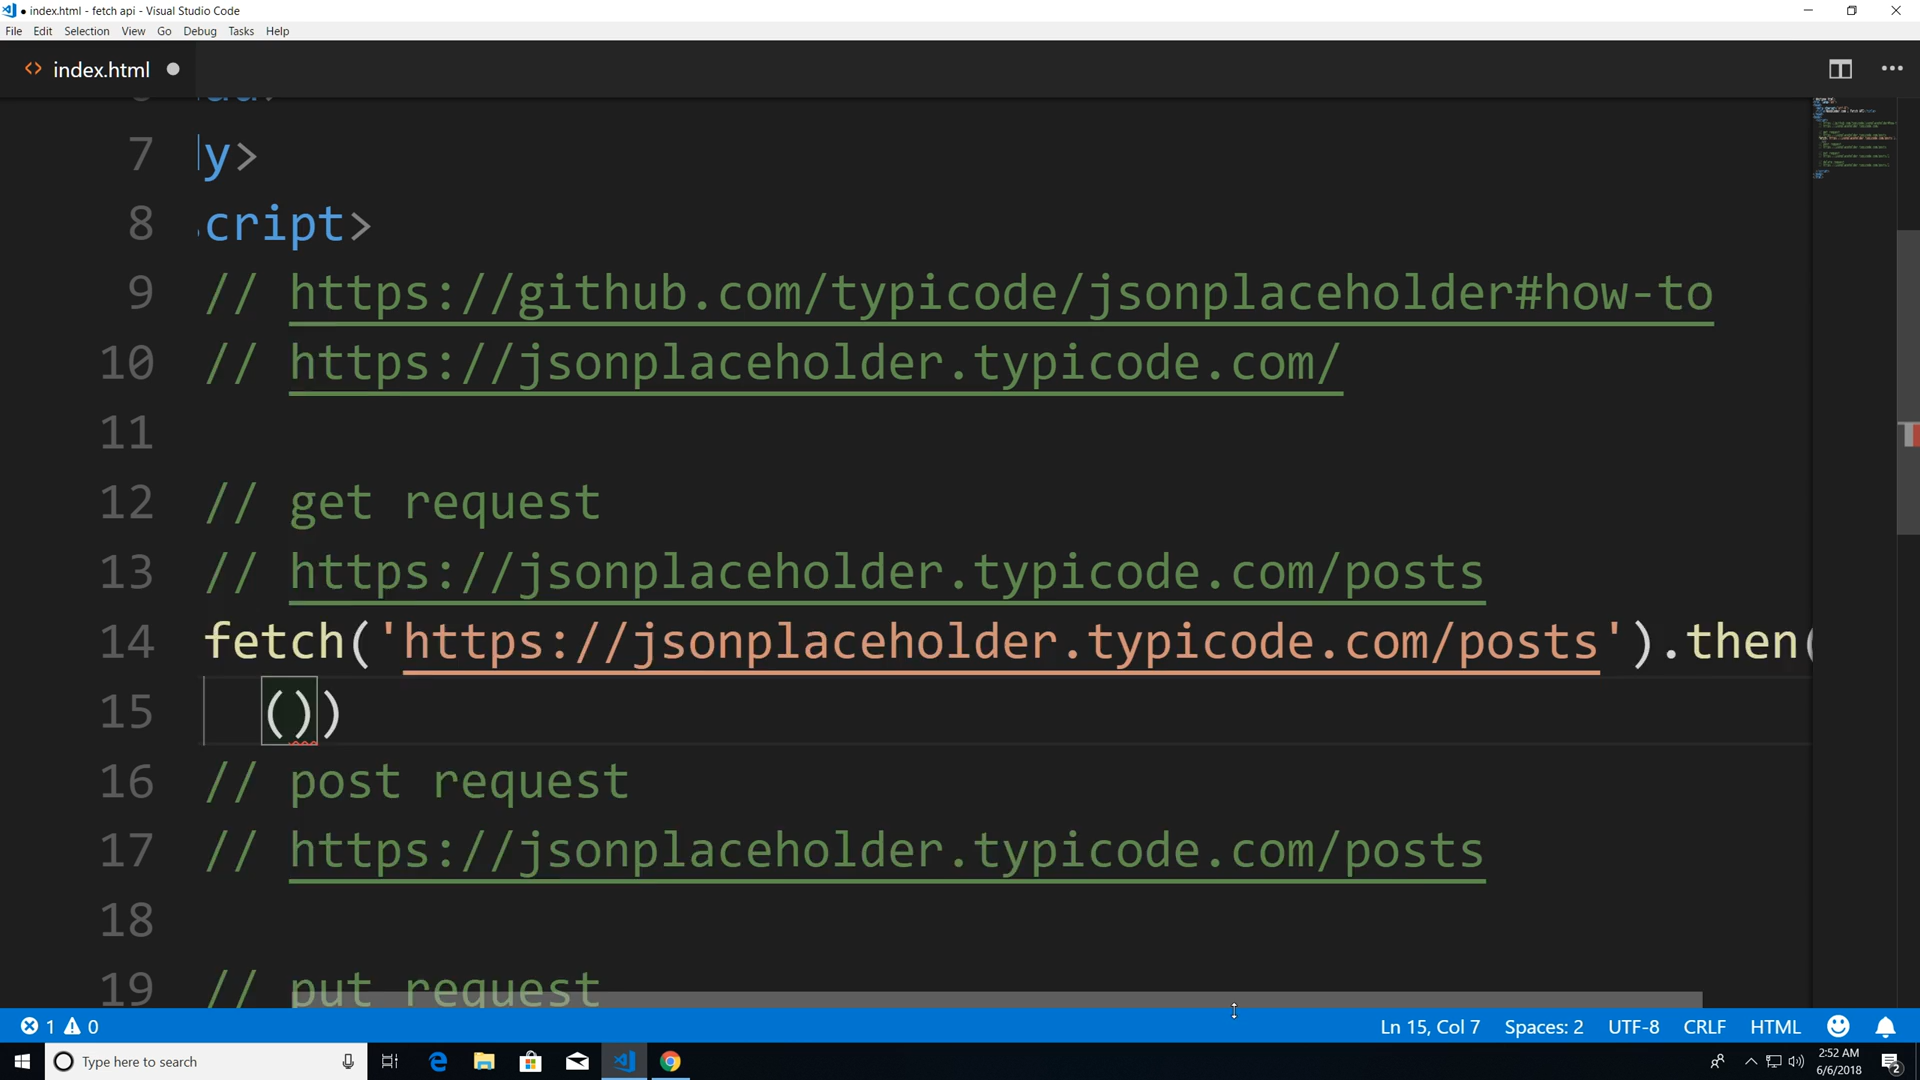 ● index.html - fetch api - Visual Studio Code
File Edit Selection View Go Debug Tasks Help
<> index.html ●
7 y>
8 cript>
9 // https://github.com/typicode/jsonplaceholder#how-to
10 // https://jsonplaceholder.typicode.com/
11
12 // get request
13 // https://jsonplaceholder.typicode.com/posts
14 fetch('https://jsonplaceholder.typicode.com/posts').then(
15 ())
16 // post request
17 // https://jsonplaceholder.typicode.com/posts
18
19 // put request
1 0 Ln 15, Col 7 Spaces: 2 UTF-8 CRLF HTML
Type here to search
2:52 AM
6/6/2018
2